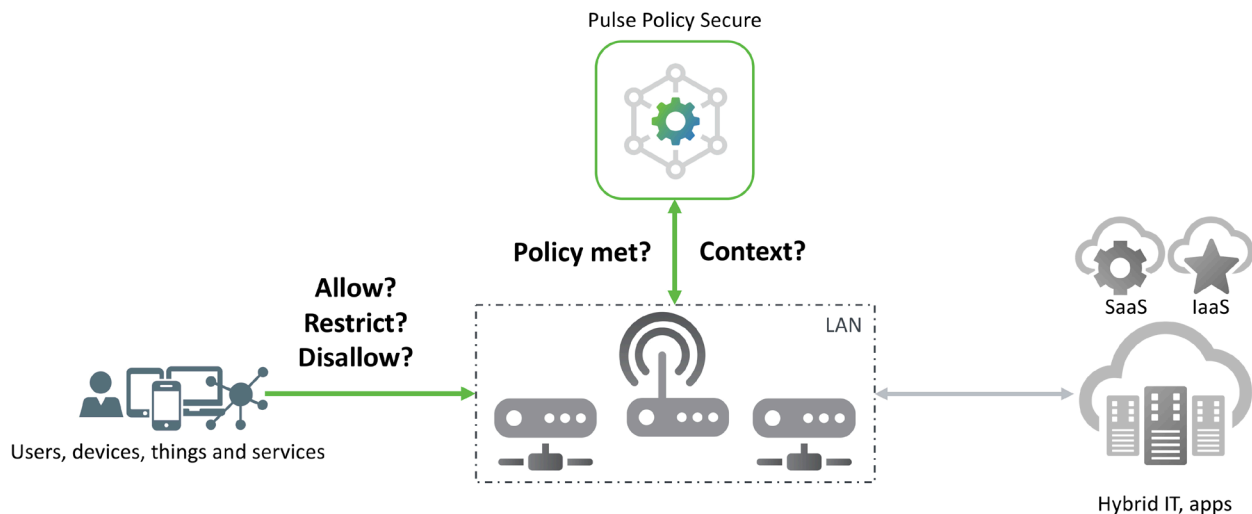 Pulse Policy Secure
Policy met?
Context?
Allow?
Restrict?
Disallow?
LAN
SaaS
IaaS
Users, devices, things and services
Hybrid IT, apps